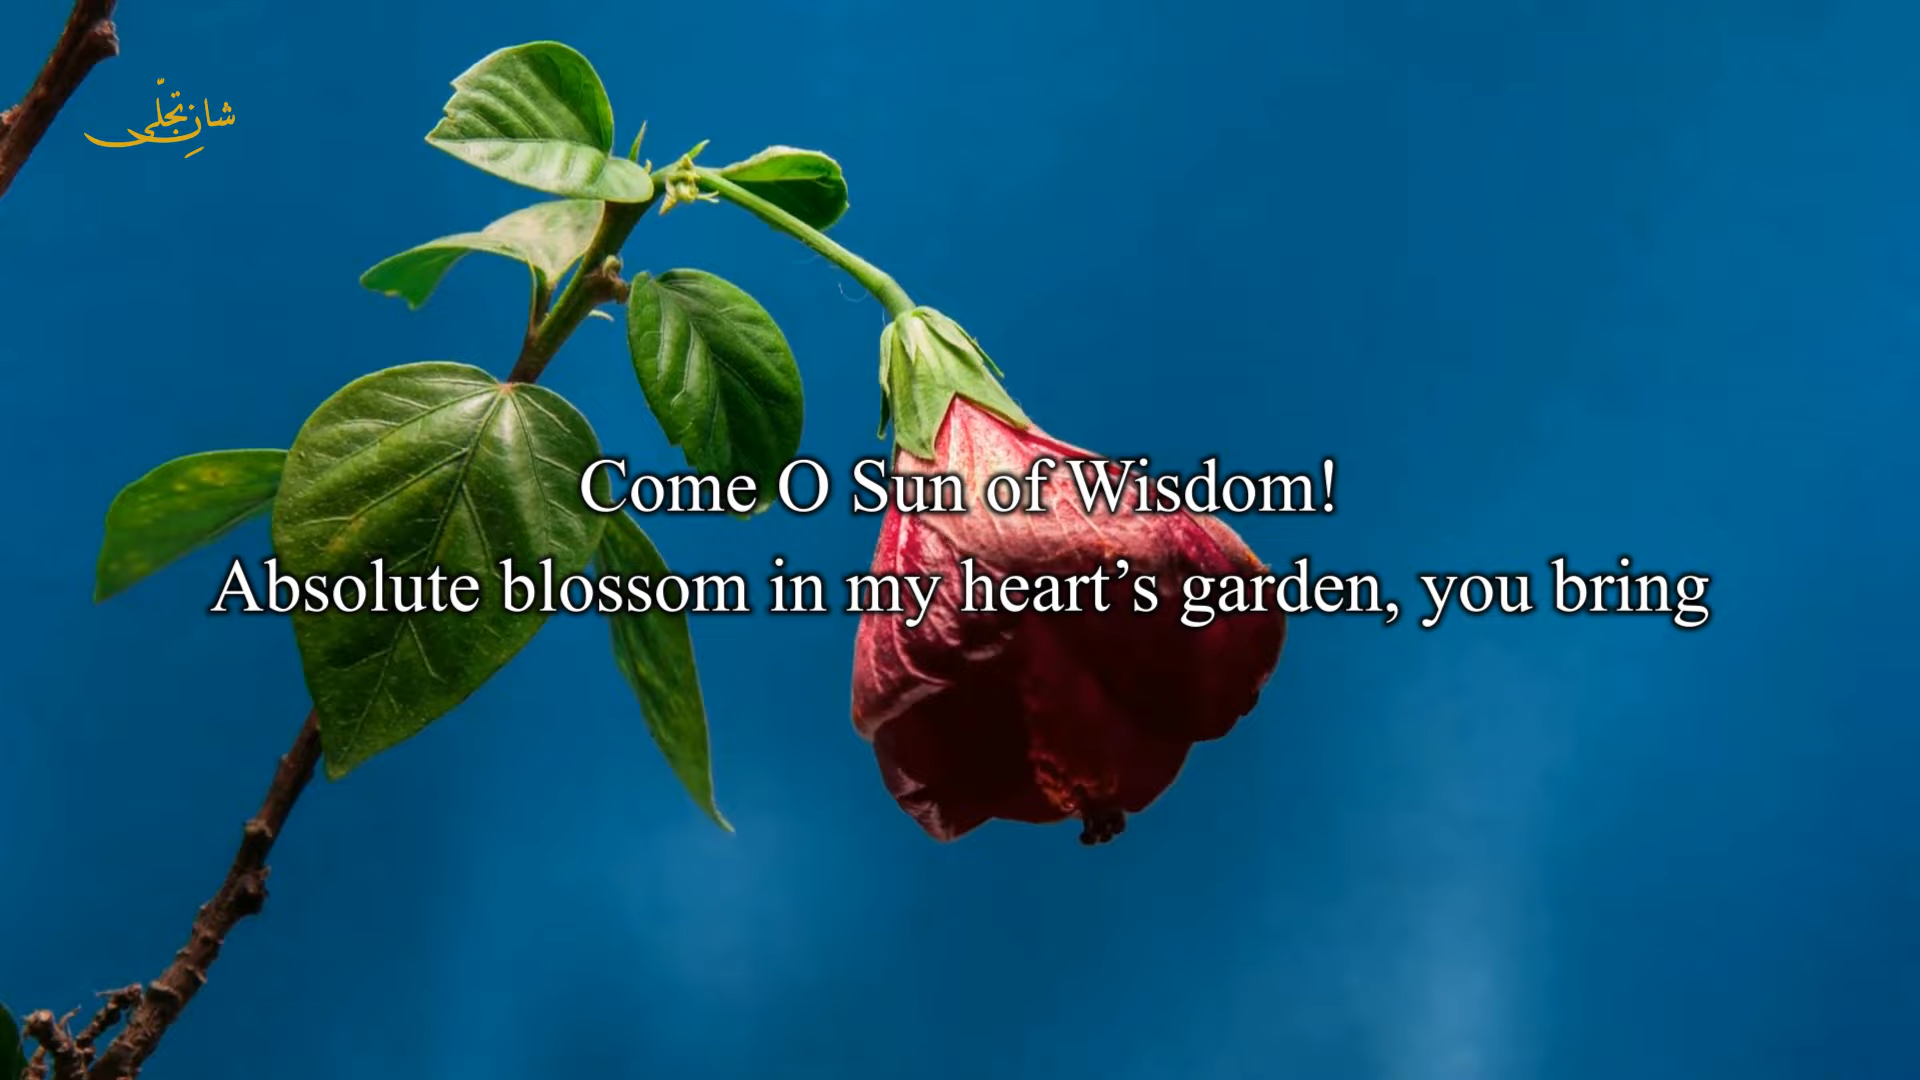 شانِ تجلّی
Come O Sun of Wisdom!
Absolute blossom in my heart’s garden, you bring